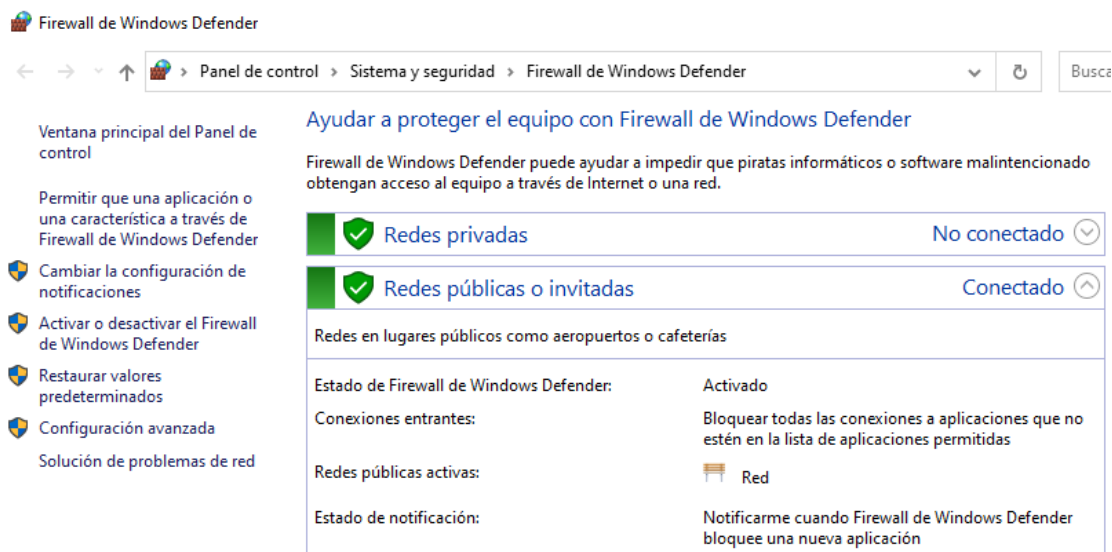 Firewall de Windows Defender
Panel de control > Sistema y seguridad > Firewall de Windows Defender
Busca
Ventana principal del Panel de
control
Permitir que una aplicación o
una característica a través de
Firewall de Windows Defender
Cambiar la configuración de
notificaciones
Activar o desactivar el Firewall
de Windows Defender
Restaurar valores
predeterminados
Configuración avanzada
Solución de problemas de red
Ayudar a proteger el equipo con Firewall de Windows Defender
Firewall de Windows Defender puede ayudar a impedir que piratas informáticos o software malintencionado
obtengan acceso al equipo a través de Internet o una red.
Redes privadas No conectado
Redes públicas o invitadas Conectado
Redes en lugares públicos como aeropuertos o cafeterías
Estado de Firewall de Windows Defender: Activado
Conexiones entrantes: Bloquear todas las conexiones a aplicaciones que no
estén en la lista de aplicaciones permitidas
Redes públicas activas: Red
Estado de notificación: Notificarme cuando Firewall de Windows Defender
bloquee una nueva aplicación